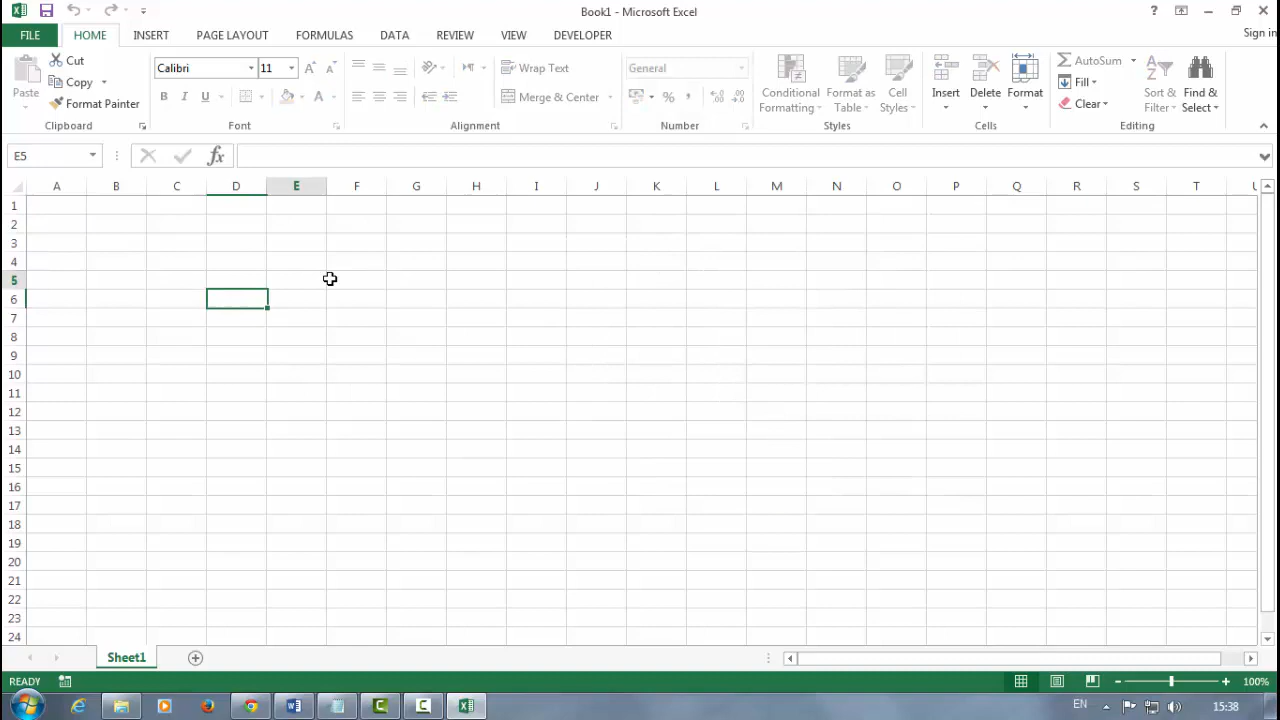 Book1 - Microsoft Excel
?
FILE HOME INSERT PAGE LAYOUT FORMULAS DATA REVIEW VIEW DEVELOPER Sign in
Paste Cut Copy Format Painter
Calibri 11
B I U A
Wrap Text
Merge & Center
General
%
Conditional Formatting
Format as Table
Cell Styles
Insert Delete Format
AutoSum
Fill
Clear
Sort & Filter
Find & Select
Clipboard Font Alignment Number Styles Cells Editing
E5 fx
A B C D E F G H I J K L M N O P Q R S T U
1
2
3
4
5
6
7
8
9
10
11
12
13
14
15
16
17
18
19
20
21
22
23
24
Sheet1
READY 100%
EN 15:38